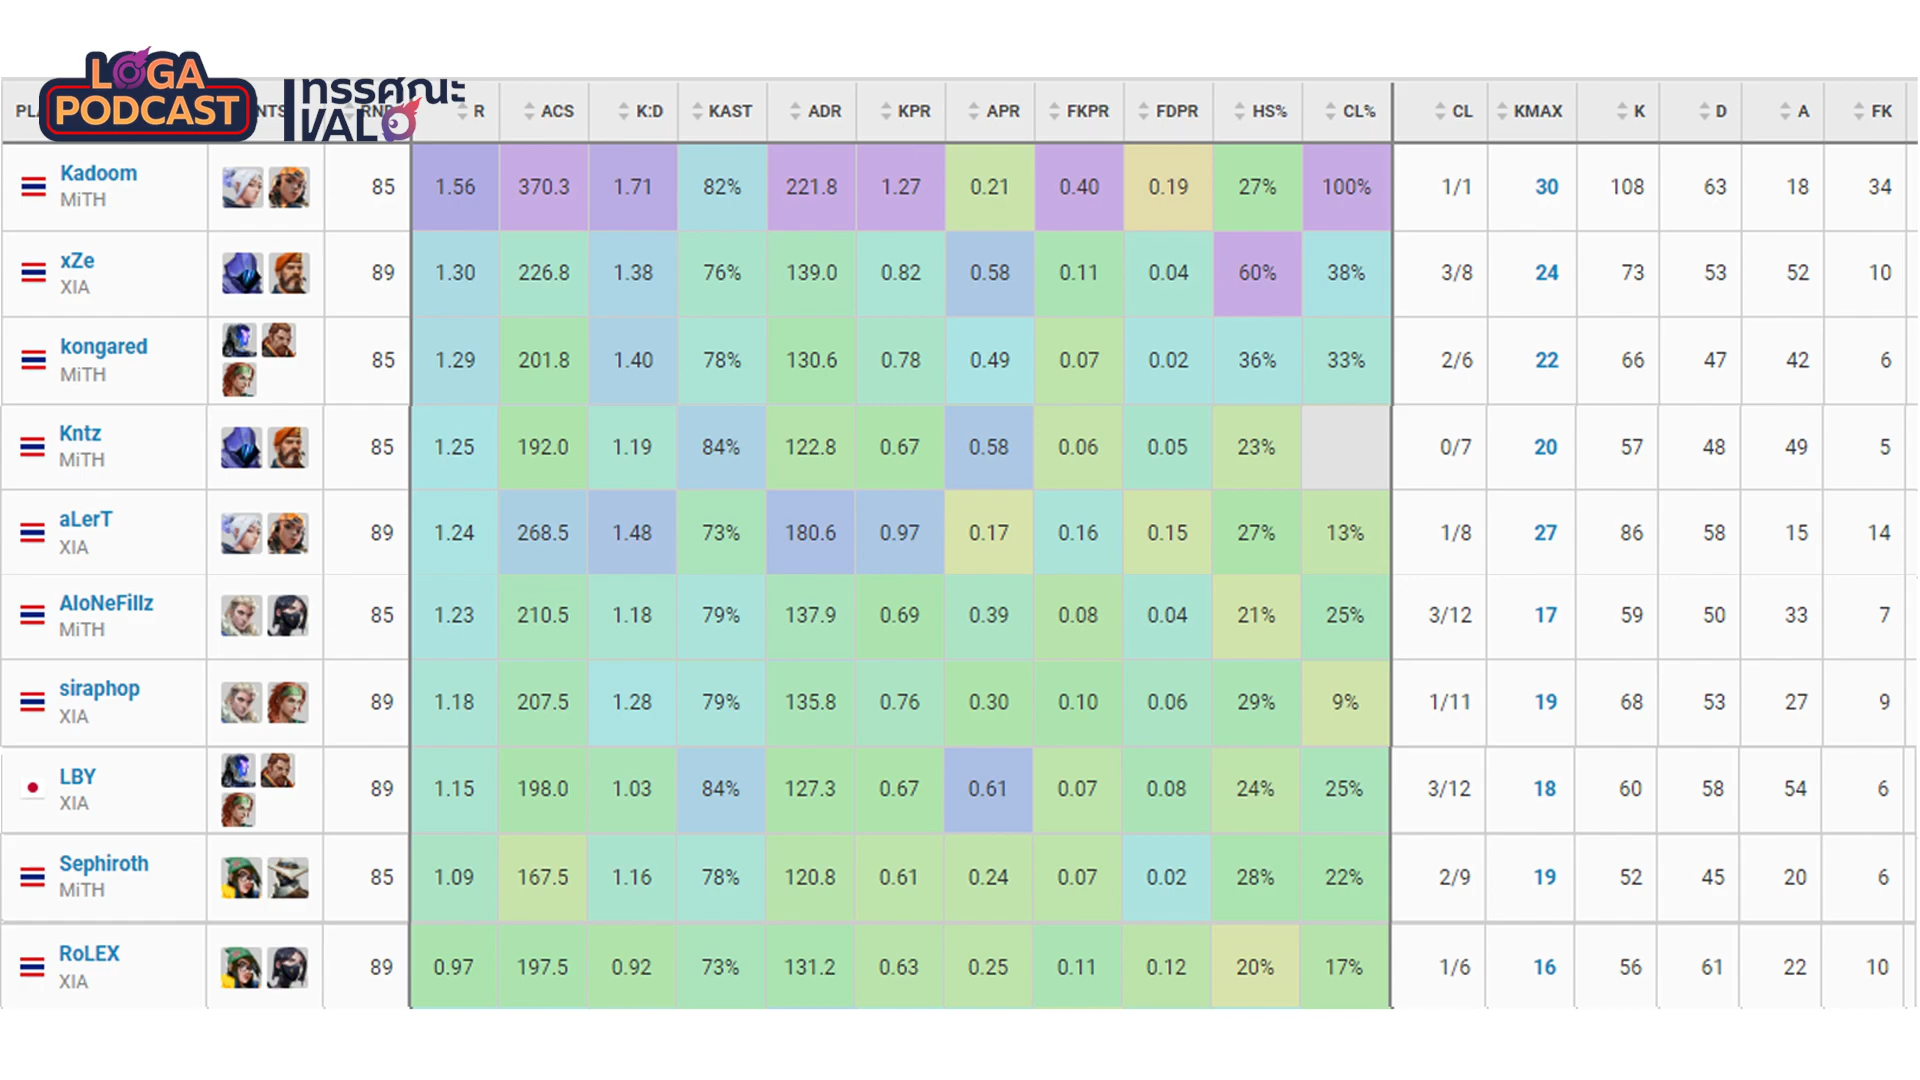 LOGA
PODCAST
เกรรศณะ
VALO
PLA NTS RND R ACS K:D KAST ADR KPR APR FKPR FDPR HS% CL% CL KMAX K D A FK
Kadoom
MiTH
85 1.56 370.3 1.71 82% 221.8 1.27 0.21 0.40 0.19 27% 100% 1/1 30 108 63 18 34
xZe
XIA
89 1.30 226.8 1.38 76% 139.0 0.82 0.58 0.11 0.04 60% 38% 3/8 24 73 53 52 10
kongared
MiTH
85 1.29 201.8 1.40 78% 130.6 0.78 0.49 0.07 0.02 36% 33% 2/6 22 66 47 42 6
Kntz
MiTH
85 1.25 192.0 1.19 84% 122.8 0.67 0.58 0.06 0.05 23% 0/7 20 57 48 49 5
aLerT
XIA
89 1.24 268.5 1.48 73% 180.6 0.97 0.17 0.16 0.15 27% 13% 1/8 27 86 58 15 14
AloNeFillz
MiTH
85 1.23 210.5 1.18 79% 137.9 0.69 0.39 0.08 0.04 21% 25% 3/12 17 59 50 33 7
siraphop
XIA
89 1.18 207.5 1.28 79% 135.8 0.76 0.30 0.10 0.06 29% 9% 1/11 19 68 53 27 9
LBY
XIA
89 1.15 198.0 1.03 84% 127.3 0.67 0.61 0.07 0.08 24% 25% 3/12 18 60 58 54 6
Sephiroth
MiTH
85 1.09 167.5 1.16 78% 120.8 0.61 0.24 0.07 0.02 28% 22% 2/9 19 52 45 20 6
RoLEX
XIA
89 0.97 197.5 0.92 73% 131.2 0.63 0.25 0.11 0.12 20% 17% 1/6 16 56 61 22 10